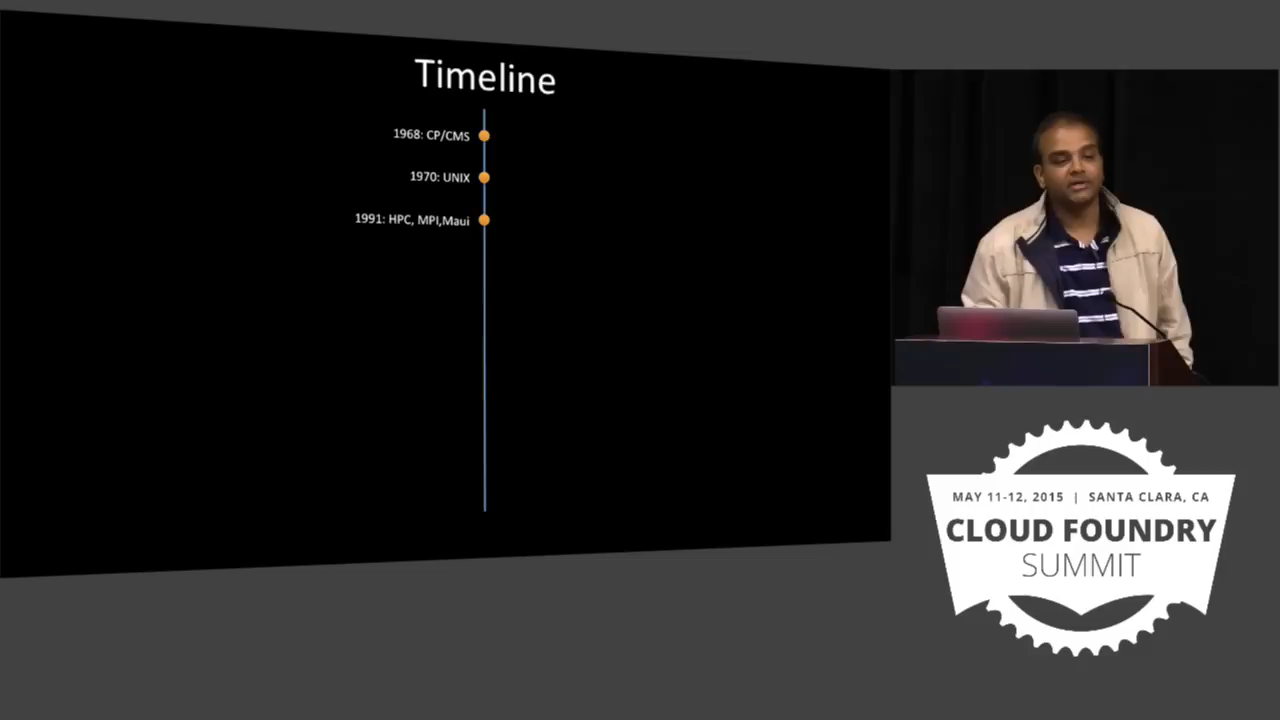 Timeline
1968: CP/CMS
1970: UNIX
1991: HPC, MPI,Maui
MAY 11-12, 2015 | SANTA CLARA, CA
CLOUD FOUNDRY
SUMMIT